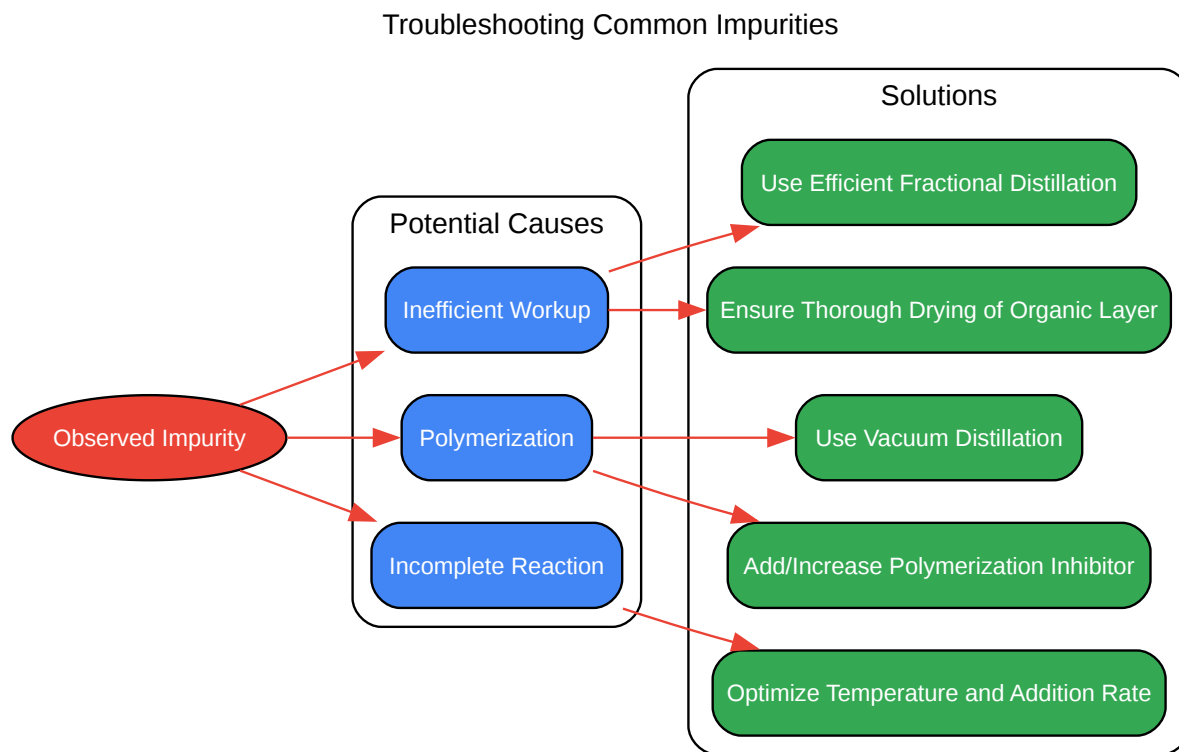 Troubleshooting Common Impurities
Solutions
Use Efficient Fractional Distillation
Potential Causes
Inefficient Workup
Ensure Thorough Drying of Organic Layer
Observed Impurity
Polymerization
Use Vacuum Distillation
Incomplete Reaction
Add/Increase Polymerization Inhibitor
Optimize Temperature and Addition Rate